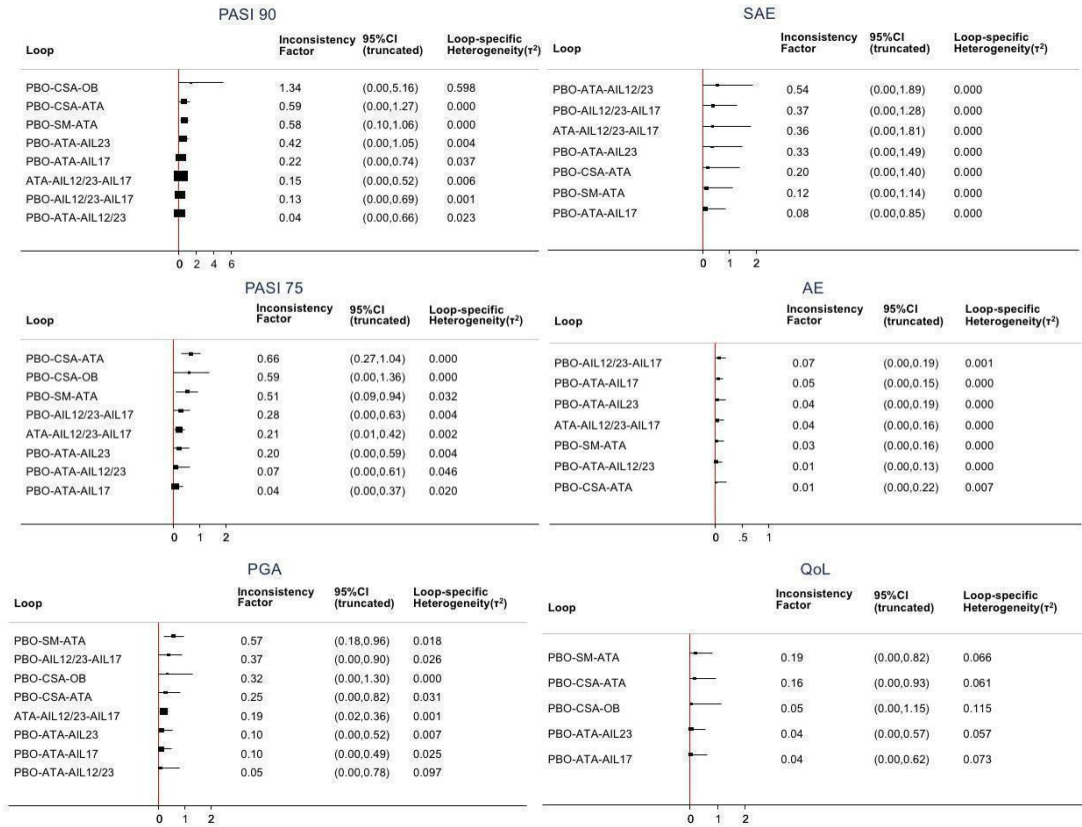 PASI 90
Loop Inconsistency Factor 95%CI (truncated) Loop-specific Heterogeneity(τ²)
PBO-CSA-OB 1.34 (0.00,5.16) 0.598
PBO-CSA-ATA 0.59 (0.00,1.27) 0.000
PBO-SM-ATA 0.58 (0.10,1.06) 0.000
PBO-ATA-AIL23 0.42 (0.00,1.05) 0.004
PBO-ATA-AIL17 0.22 (0.00,0.74) 0.037
ATA-AIL12/23-AIL17 0.15 (0.00,0.52) 0.006
PBO-AIL12/23-AIL17 0.13 (0.00,0.69) 0.001
PBO-ATA-AIL12/23 0.04 (0.00,0.66) 0.023
0 2 4 6
SAE
Loop Inconsistency Factor 95%CI (truncated) Loop-specific Heterogeneity(τ²)
PBO-ATA-AIL12/23 0.54 (0.00,1.89) 0.000
PBO-AIL12/23-AIL17 0.37 (0.00,1.28) 0.000
ATA-AIL12/23-AIL17 0.36 (0.00,1.81) 0.000
PBO-ATA-AIL23 0.33 (0.00,1.49) 0.000
PBO-CSA-ATA 0.20 (0.00,1.40) 0.000
PBO-SM-ATA 0.12 (0.00,1.14) 0.000
PBO-ATA-AIL17 0.08 (0.00,0.85) 0.000
0 1 2
PASI 75
Loop Inconsistency Factor 95%CI (truncated) Loop-specific Heterogeneity(τ²)
PBO-CSA-ATA 0.66 (0.27,1.04) 0.000
PBO-CSA-OB 0.59 (0.00,1.36) 0.000
PBO-SM-ATA 0.51 (0.09,0.94) 0.032
PBO-AIL12/23-AIL17 0.28 (0.00,0.63) 0.004
ATA-AIL12/23-AIL17 0.21 (0.01,0.42) 0.002
PBO-ATA-AIL23 0.20 (0.00,0.59) 0.004
PBO-ATA-AIL12/23 0.07 (0.00,0.61) 0.046
PBO-ATA-AIL17 0.04 (0.00,0.37) 0.020
0 1 2
AE
Loop Inconsistency Factor 95%CI (truncated) Loop-specific Heterogeneity(τ²)
PBO-AIL12/23-AIL17 0.07 (0.00,0.19) 0.001
PBO-ATA-AIL17 0.05 (0.00,0.15) 0.000
PBO-ATA-AIL23 0.04 (0.00,0.19) 0.000
ATA-AIL12/23-AIL17 0.04 (0.00,0.16) 0.000
PBO-SM-ATA 0.03 (0.00,0.16) 0.000
PBO-ATA-AIL12/23 0.01 (0.00,0.13) 0.000
PBO-CSA-ATA 0.01 (0.00,0.22) 0.007
0 .5 1
PGA
Loop Inconsistency Factor 95%CI (truncated) Loop-specific Heterogeneity(τ²)
PBO-SM-ATA 0.57 (0.18,0.96) 0.018
PBO-AIL12/23-AIL17 0.37 (0.00,0.90) 0.026
PBO-CSA-OB 0.32 (0.00,1.30) 0.000
PBO-CSA-ATA 0.25 (0.00,0.82) 0.031
ATA-AIL12/23-AIL17 0.19 (0.02,0.36) 0.001
PBO-ATA-AIL23 0.10 (0.00,0.52) 0.007
PBO-ATA-AIL17 0.10 (0.00,0.49) 0.025
PBO-ATA-AIL12/23 0.05 (0.00,0.78) 0.097
0 1 2
QoL
Loop Inconsistency Factor 95%CI (truncated) Loop-specific Heterogeneity(τ²)
PBO-SM-ATA 0.19 (0.00,0.82) 0.066
PBO-CSA-ATA 0.16 (0.00,0.93) 0.061
PBO-CSA-OB 0.05 (0.00,1.15) 0.115
PBO-ATA-AIL23 0.04 (0.00,0.57) 0.057
PBO-ATA-AIL17 0.04 (0.00,0.62) 0.073
0 1 2